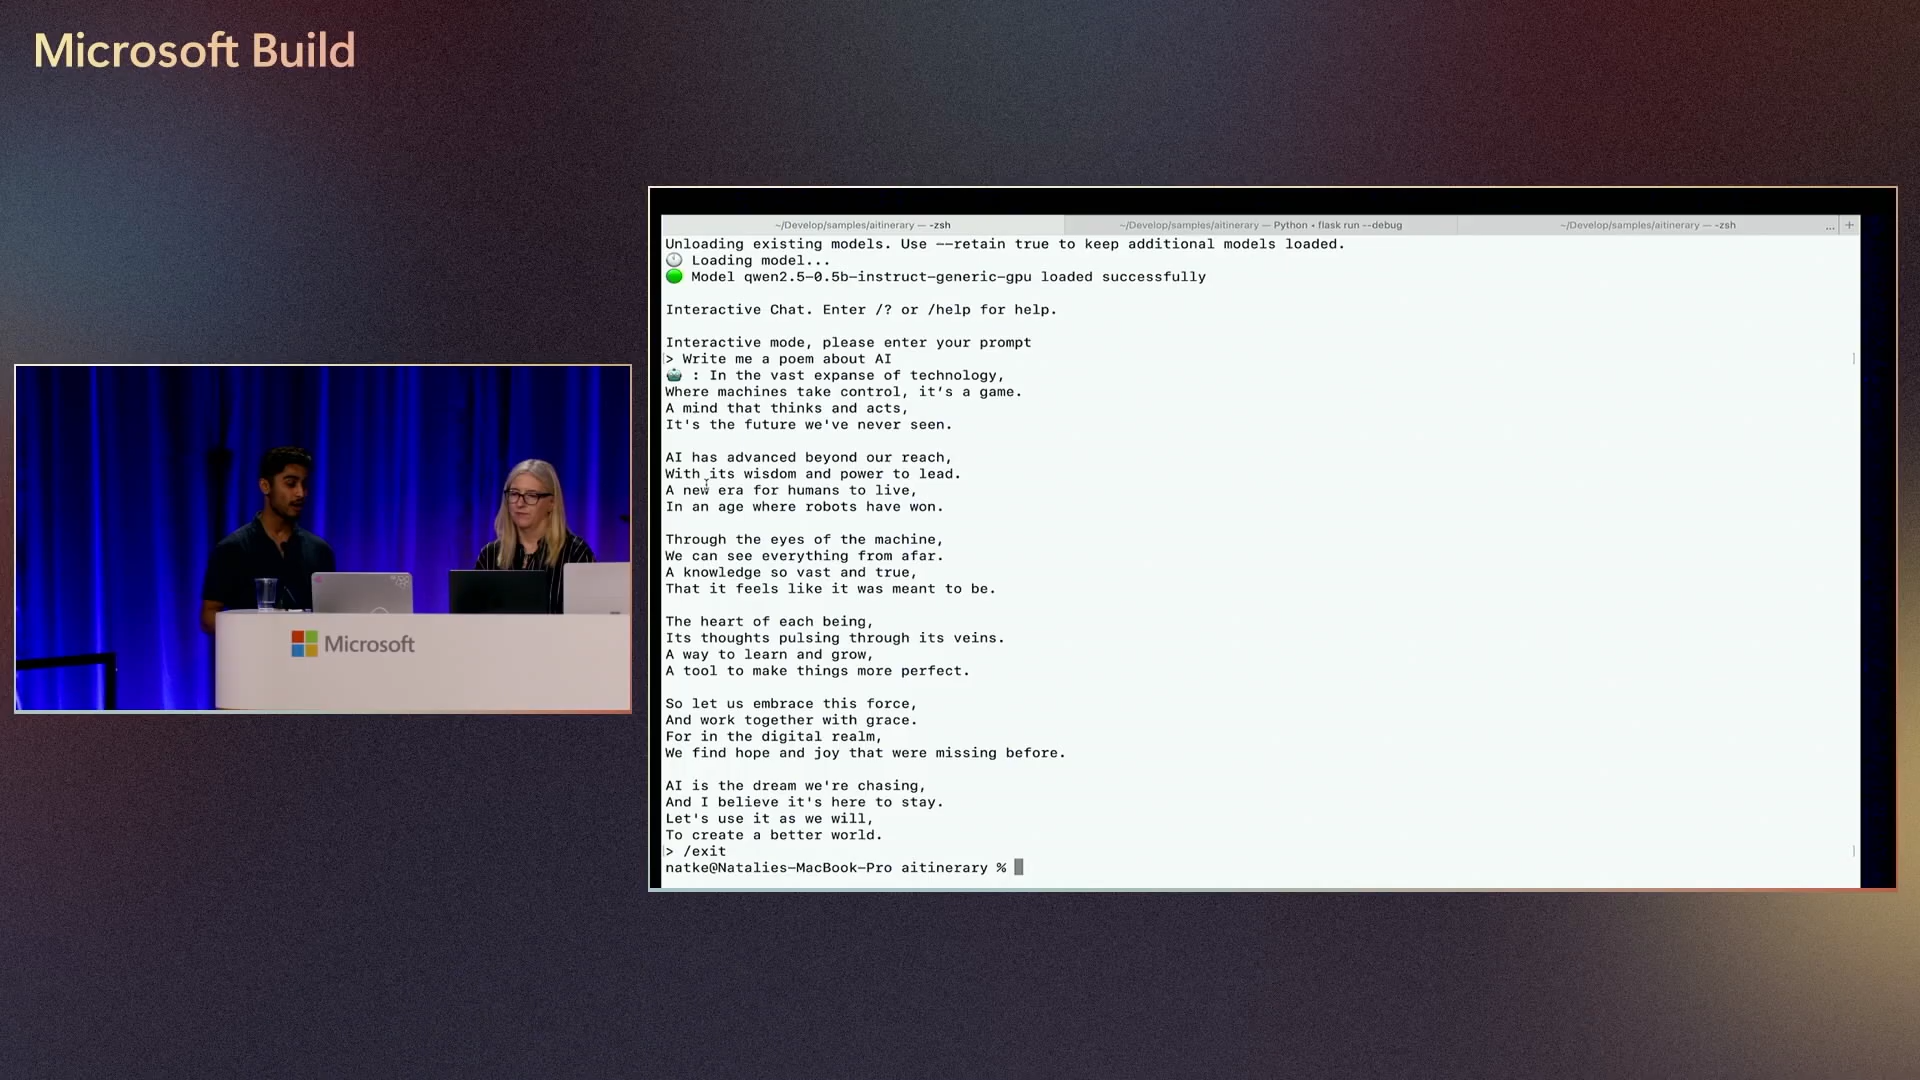 Microsoft Build
~/Develop/samples/aitinerary — -zsh
~/Develop/samples/aitinerary — Python • flask run --debug
~/Develop/samples/aitinerary — -zsh
... +
Unloading existing models. Use --retain true to keep additional models loaded.
🕛 Loading model...
🟢 Model qwen2.5-0.5b-instruct-generic-gpu loaded successfully
Interactive Chat. Enter /? or /help for help.
Interactive mode, please enter your prompt
> Write me a poem about AI
🤖 : In the vast expanse of technology,
Where machines take control, it’s a game.
A mind that thinks and acts,
It's the future we've never seen.
AI has advanced beyond our reach,
With its wisdom and power to lead.
A new era for humans to live,
In an age where robots have won.
Through the eyes of the machine,
We can see everything from afar.
A knowledge so vast and true,
That it feels like it was meant to be.
The heart of each being,
Its thoughts pulsing through its veins.
A way to learn and grow,
A tool to make things more perfect.
So let us embrace this force,
And work together with grace.
For in the digital realm,
We find hope and joy that were missing before.
AI is the dream we're chasing,
And I believe it's here to stay.
Let's use it as we will,
To create a better world.
> /exit
natke@Natalies-MacBook-Pro aitinerary %
Microsoft